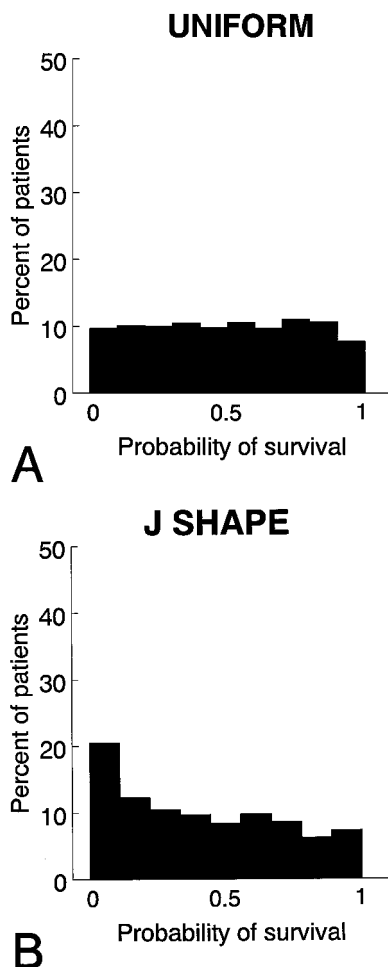 UNIFORM
50
40
30
20
10
0
Percent of patients
0 0.5 1
Probability of survival
A
J SHAPE
50
40
30
20
10
0
Percent of patients
0 0.5 1
Probability of survival
B